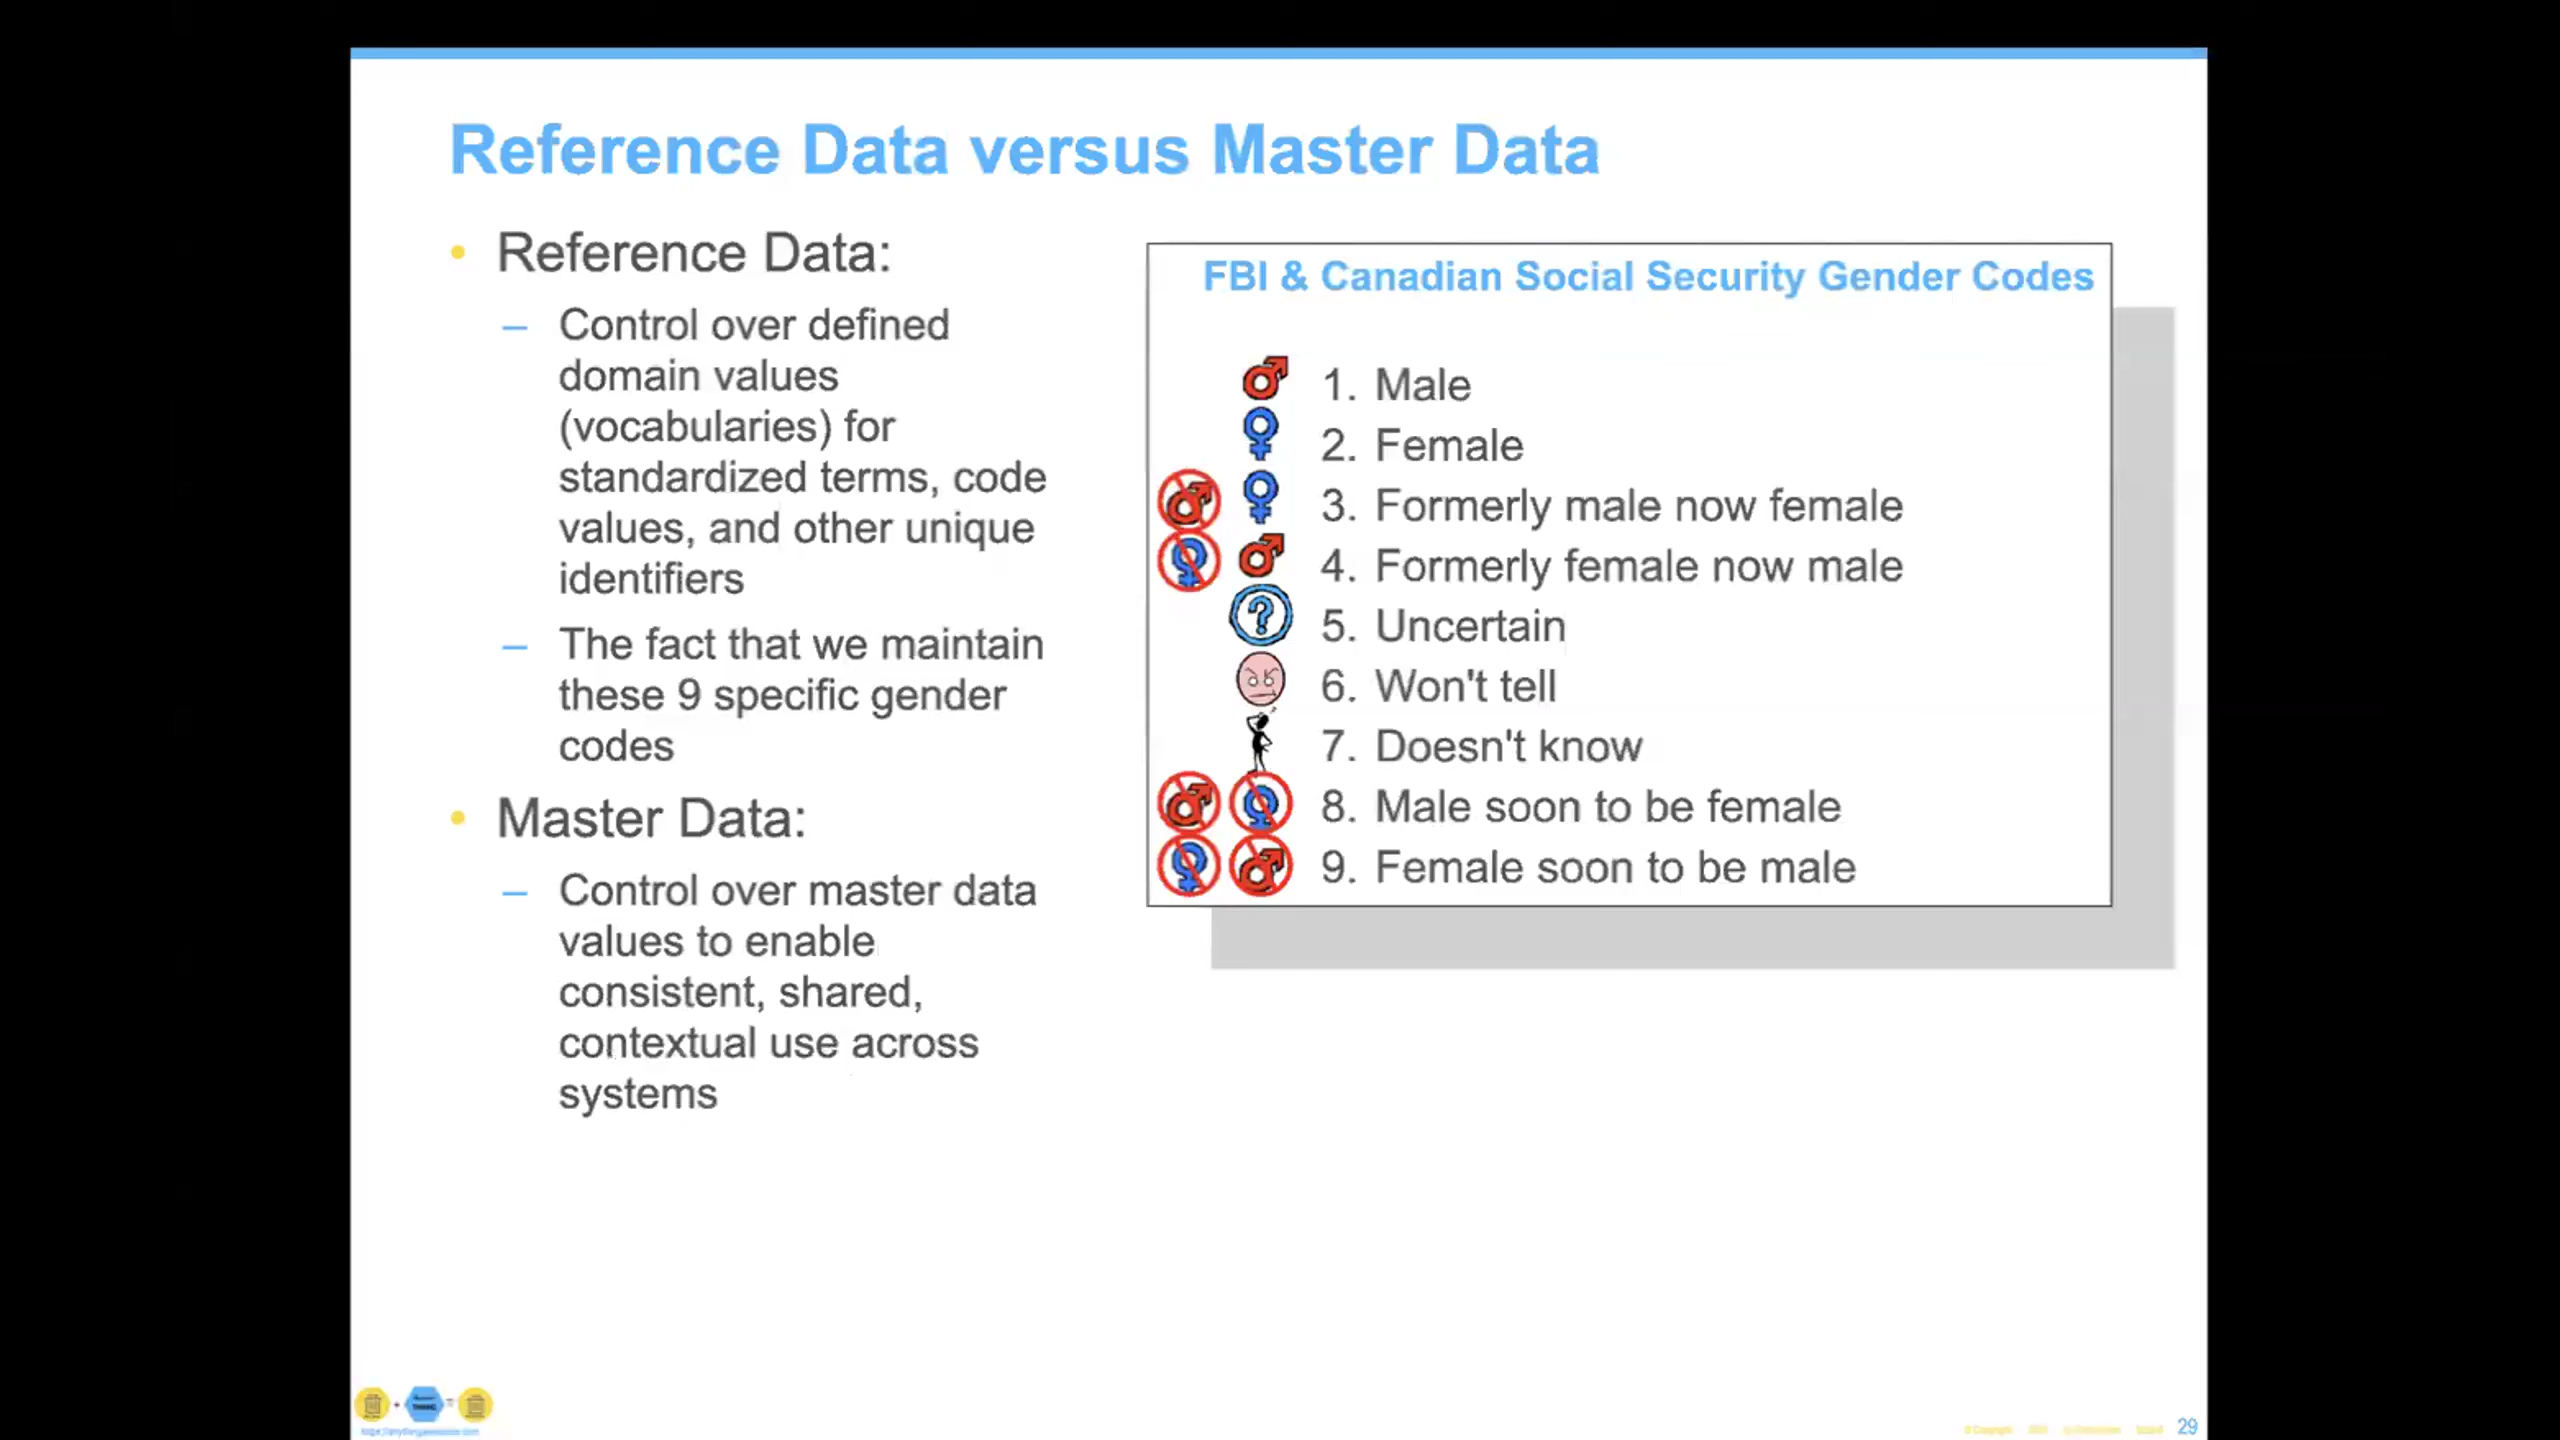 Reference Data versus Master Data
• Reference Data:
– Control over defined
domain values
(vocabularies) for
standardized terms, code
values, and other unique
identifiers
– The fact that we maintain
these 9 specific gender
codes
• Master Data:
– Control over master data
values to enable
consistent, shared,
contextual use across
systems
FBI & Canadian Social Security Gender Codes
1. Male
2. Female
3. Formerly male now female
4. Formerly female now male
5. Uncertain
6. Won't tell
7. Doesn't know
8. Male soon to be female
9. Female soon to be male
29